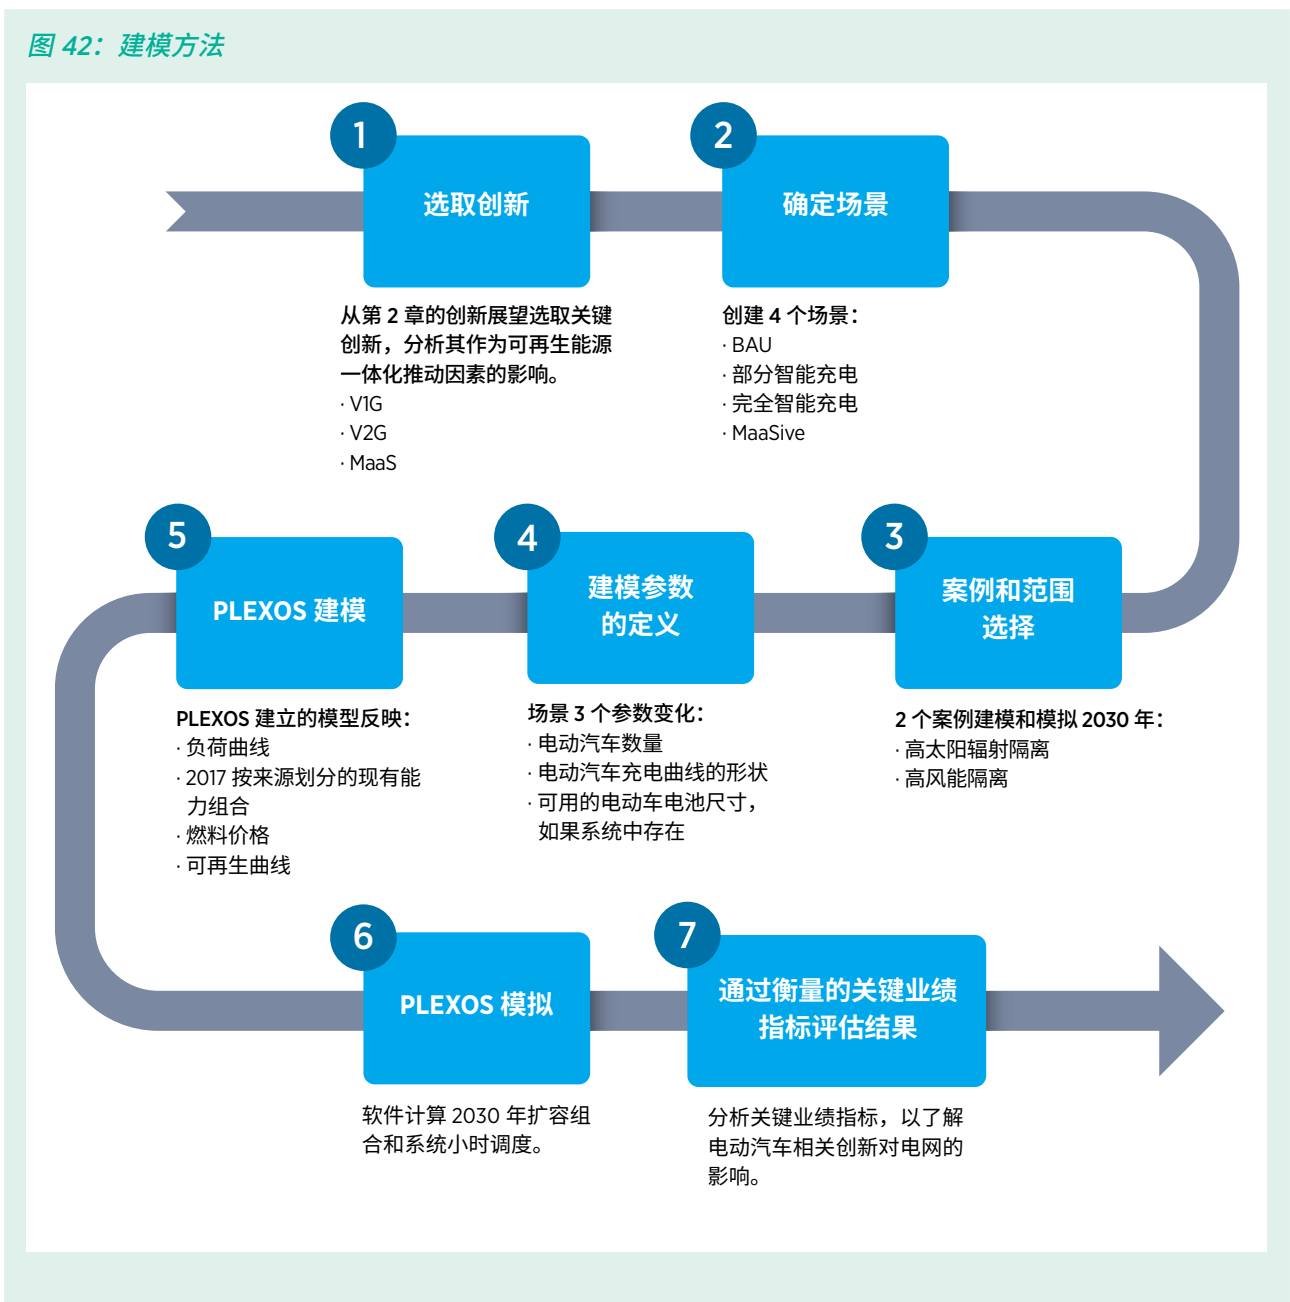 图 42：建模方法
1
选取创新
从第 2 章的创新展望选取关键
创新，分析其作为可再生能源
一体化推动因素的影响。
· V1G
· V2G
· MaaS
2
确定场景
创建 4 个场景：
· BAU
· 部分智能充电
· 完全智能充电
· MaaSive
3
案例和范围
选择
2 个案例建模和模拟 2030 年：
· 高太阳辐射隔离
· 高风能隔离
4
建模参数
的定义
场景 3 个参数变化：
· 电动汽车数量
· 电动汽车充电曲线的形状
· 可用的电动车电池尺寸，
如果系统中存在
5
PLEXOS 建模
PLEXOS 建立的模型反映：
· 负荷曲线
· 2017 按来源划分的现有能
力组合
· 燃料价格
· 可再生曲线
6
PLEXOS 模拟
软件计算 2030 年扩容组
合和系统小时调度。
7
通过衡量的关键业绩
指标评估结果
分析关键业绩指标，以了解
电动汽车相关创新对电网的
影响。